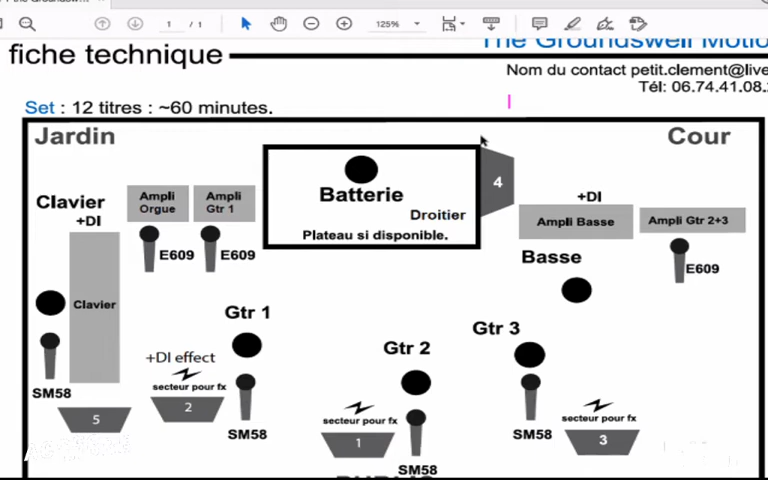 1 / 1
125%
fiche technique
The Groundswell Motio
Nom du contact petit.clement@live
Tél: 06.74.41.08.
Set : 12 titres : ~60 minutes.
Jardin
Cour
Clavier
+DI
Ampli
Orgue
Ampli
Gtr 1
Batterie
Droitier
Plateau si disponible.
4
+DI
Ampli Basse
Ampli Gtr 2+3
E609
E609
Basse
E609
Clavier
Gtr 1
Gtr 2
Gtr 3
+DI effect
secteur pour fx
SM58
5
2
SM58
secteur pour fx
1
SM58
SM58
secteur pour fx
3